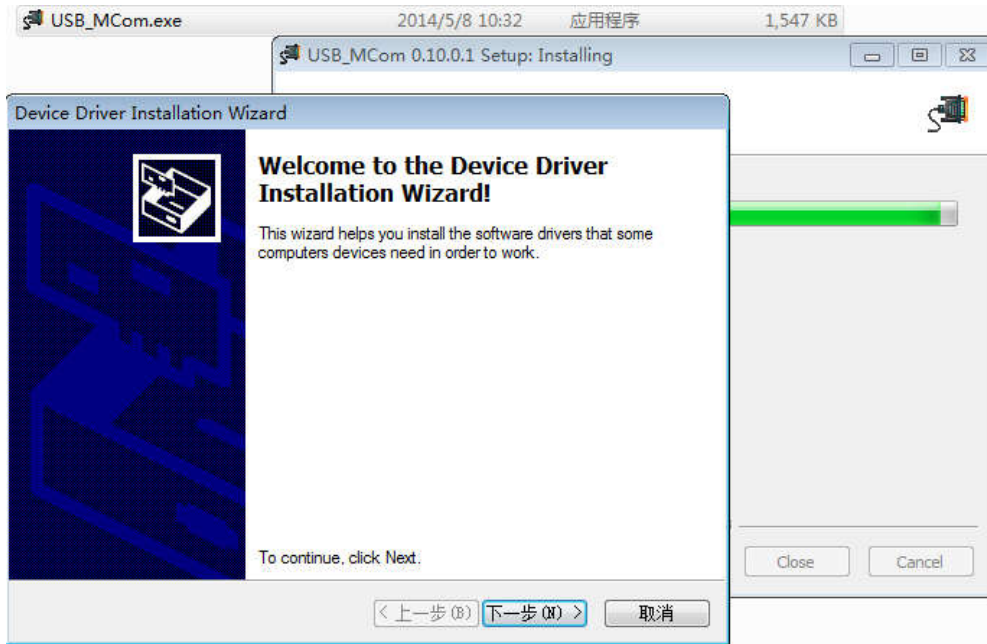 USB_MCom.exe 2014/5/8 10:32 应用程序 1,547 KB
USB_MCom 0.10.0.1 Setup: Installing
Device Driver Installation Wizard
Welcome to the Device Driver
Installation Wizard!
This wizard helps you install the software drivers that some
computers devices need in order to work.
To continue, click Next.
< 上一步(B) 下一步(N) > 取消
Close Cancel